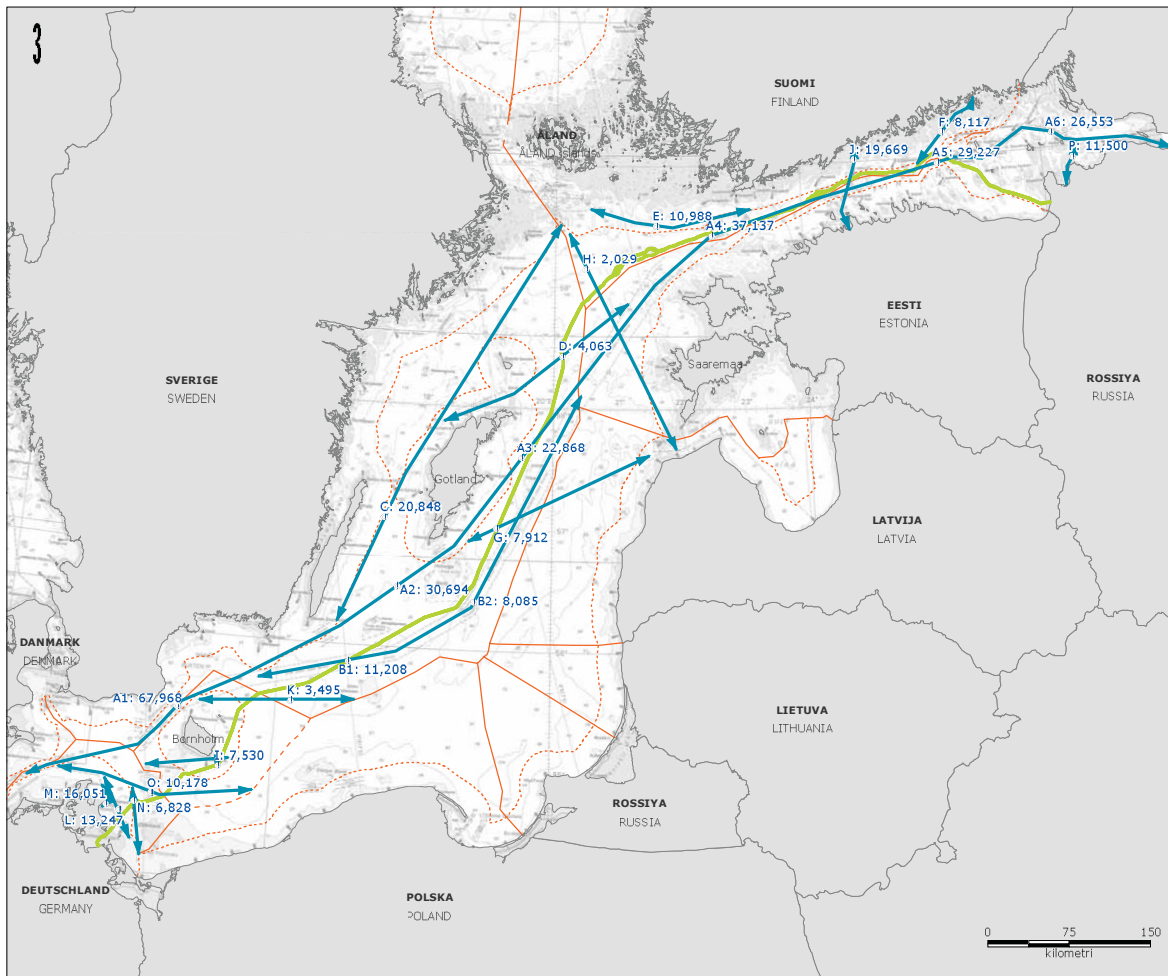 3
SUOMI
FINLAND
ÅLAND
ÅLAND Islands
F: 8,117
A6: 26,553
J: 19,669
A5: 29,227
P: 11,500
E: 10,988
A4: 37,137
H: 2,029
EESTI
ESTONIA
D: 4,063
Saaremaa
SVERIGE
SWEDEN
ROSSIYA
RUSSIA
A3: 22,868
Gotland
C: 20,848
G: 7,912
LATVIJA
LATVIA
A2: 30,694
B2: 8,085
DANMARK
DENMARK
B1: 11,208
K: 3,495
A1: 67,968
LIETUVA
LITHUANIA
Bornholm
I: 7,530
O: 10,178
M: 16,051
N: 6,828
L: 13,247
ROSSIYA
RUSSIA
DEUTSCHLAND
GERMANY
POLSKA
POLAND
0 75 150
kilometri